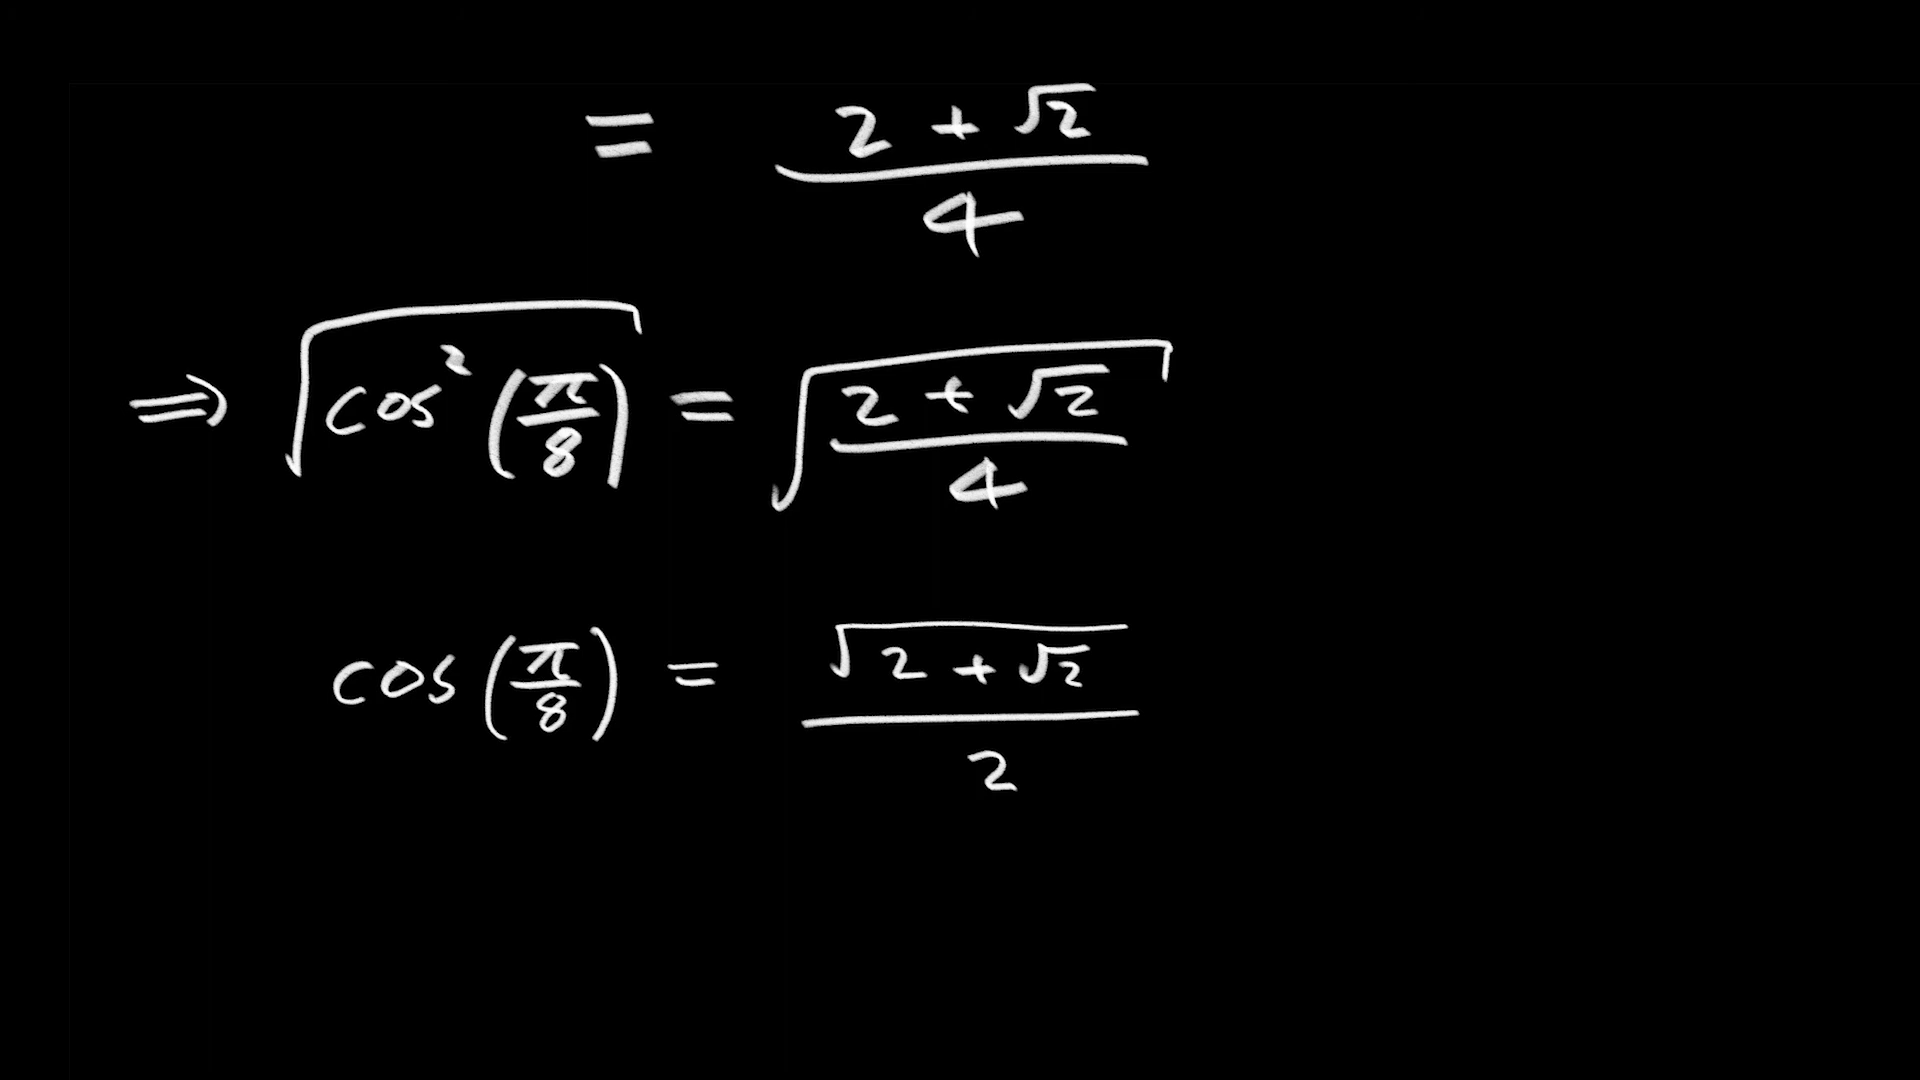 = (2 + √2)/4
⇒ √(cos²(π/8)) = √((2 + √2)/4)
cos(π/8) = √(2 + √2)/2